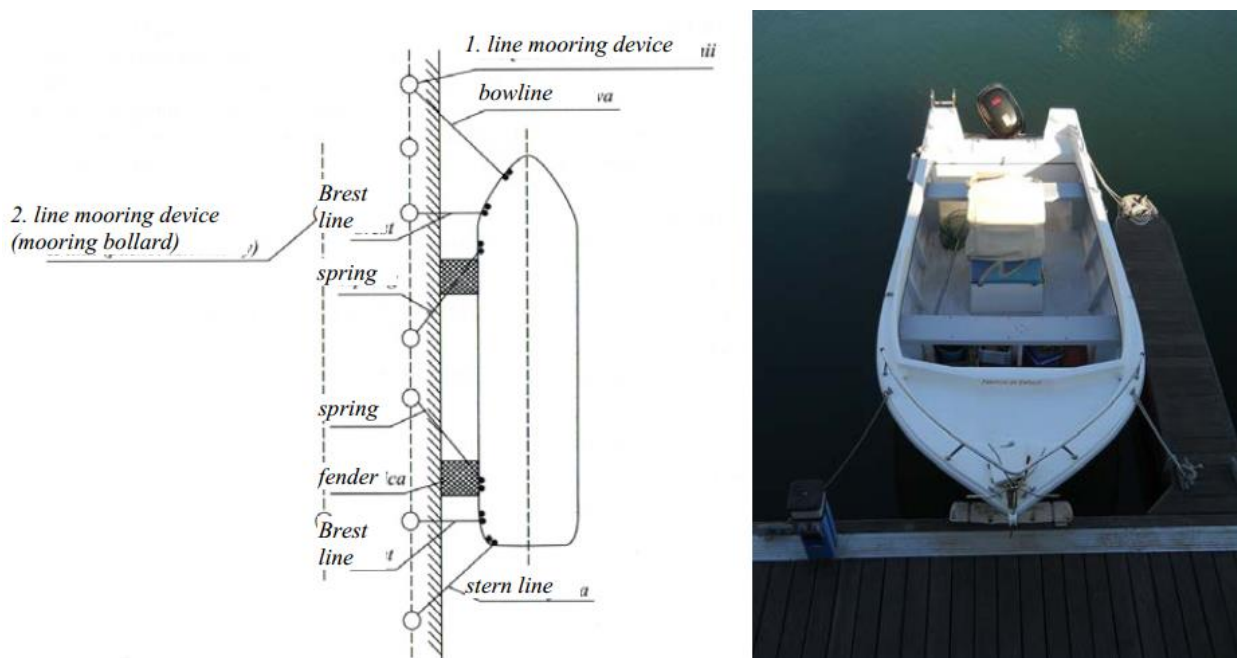 1. line mooring device
bowline
Brest
line
2. line mooring device
(mooring bollard)
spring
spring
fender
Brest
line
stern line